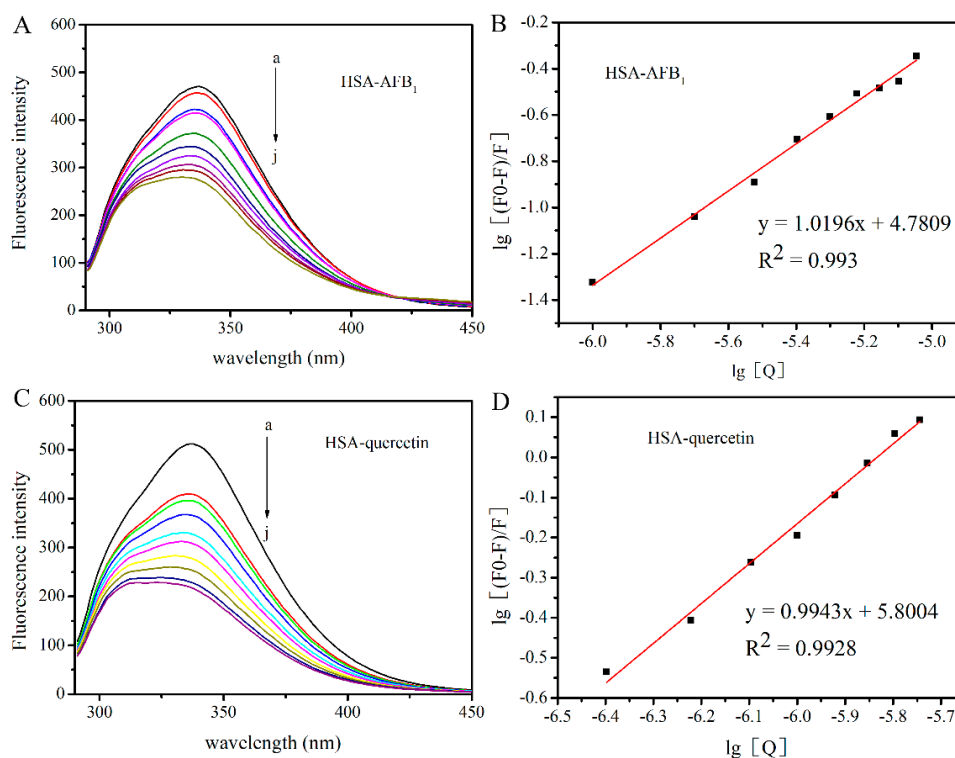 A
600
500
400
300
200
100
0
300
350
400
450
Fluorescence intensity
wavelength (nm)
a
j
HSA-AFB₁
B
-0.2
-0.4
-0.6
-0.8
-1.0
-1.2
-1.4
-6.0
-5.8
-5.6
-5.4
-5.2
-5.0
lg [(F0-F)/F]
lg [Q]
HSA-AFB₁
y = 1.0196x + 4.7809
R² = 0.993
C
600
500
400
300
200
100
0
300
350
400
450
Fluorescence intensity
wavelength (nm)
a
j
HSA-quercetin
D
0.1
0.0
-0.1
-0.2
-0.3
-0.4
-0.5
-0.6
-6.5
-6.4
-6.3
-6.2
-6.1
-6.0
-5.9
-5.8
-5.7
lg [(F0-F)/F]
lg [Q]
HSA-quercetin
y = 0.9943x + 5.8004
R² = 0.9928